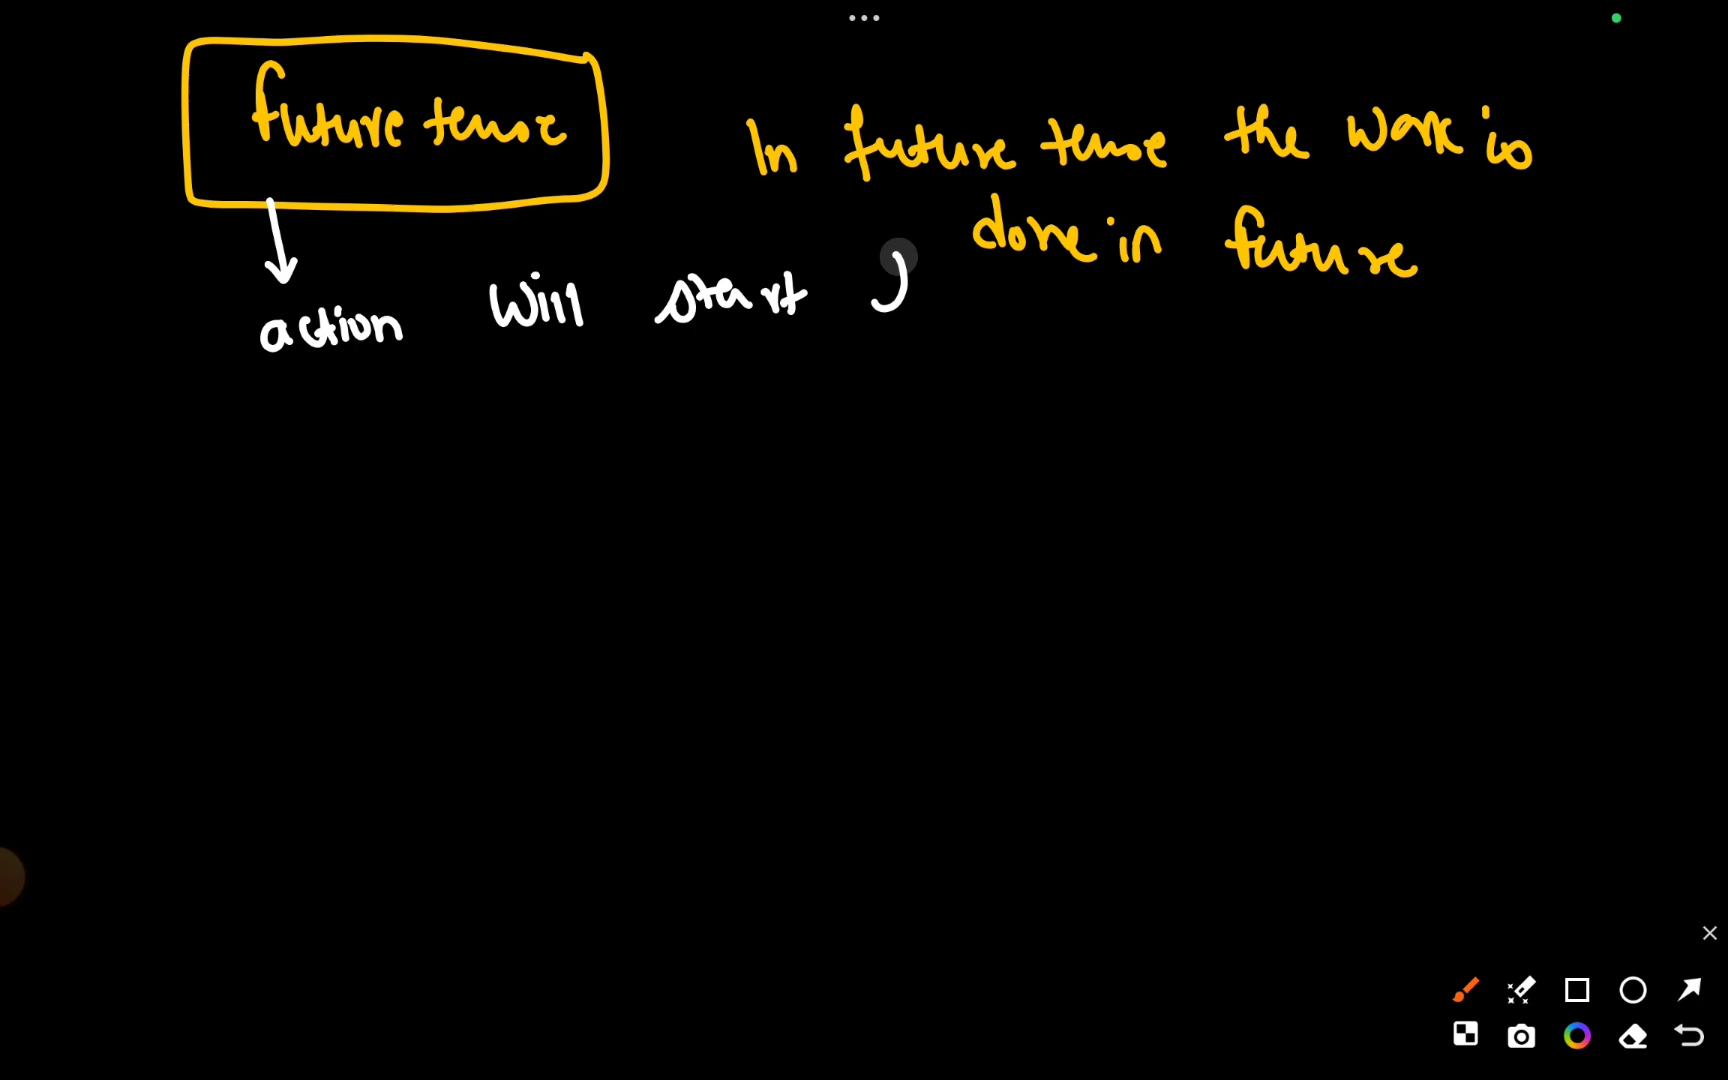 future tense
In future tense the work is
done in future
action will start